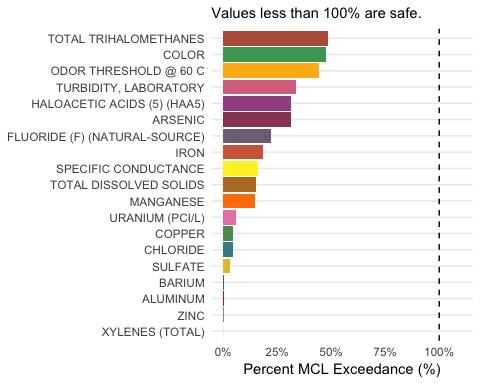 Values less than 100% are safe.
TOTAL TRIHALOMETHANES
COLOR
ODOR THRESHOLD @ 60 C
TURBIDITY, LABORATORY
HALOACETIC ACIDS (5) (HAA5)
ARSENIC
FLUORIDE (F) (NATURAL-SOURCE)
IRON
SPECIFIC CONDUCTANCE
TOTAL DISSOLVED SOLIDS
MANGANESE
URANIUM (PCI/L)
COPPER
CHLORIDE
SULFATE
BARIUM
ALUMINUM
ZINC
XYLENES (TOTAL)
0% 25% 50% 75% 100%
Percent MCL Exceedance (%)